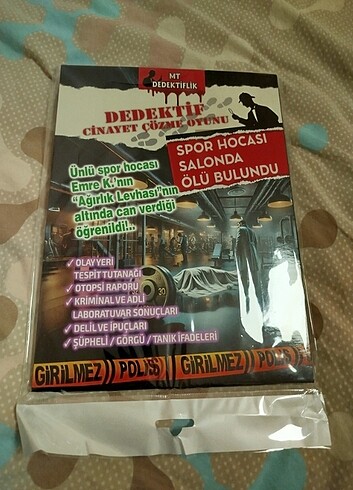 MT
DEDEKTİFLİK
DEDEKTİF
CİNAYET ÇÖZME OYUNU
SPOR HOCASI
SALONDA
ÖLÜ BULUNDU
Ünlü spor hocası
Emre K.'nın
"Ağırlık Levhası"nın
altında can verdiği
öğrenildi...
✓ OLAY YERİ
TESPİT TUTANAĞI
✓ OTOPSİ RAPORU
✓ KRİMİNAL VE ADLİ
LABORATUVAR SONUÇLARI
✓ DELİL VE İPUÇLARI
✓ ŞÜPHELİ / GÖRGÜ / TANIK İFADELERİ
GİRİLMEZ POLİS GİRİLMEZ POLİS